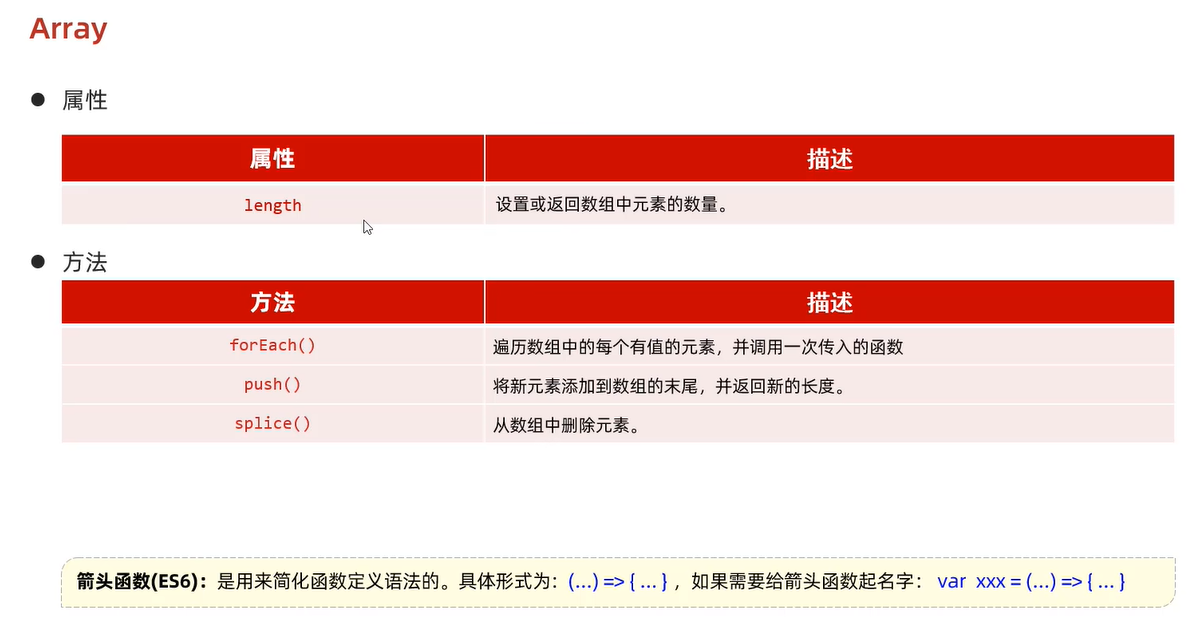 Array
属性
属性 描述
length 设置或返回数组中元素的数量。
方法
方法 描述
forEach() 遍历数组中的每个有值的元素，并调用一次传入的函数
push() 将新元素添加到数组的末尾，并返回新的长度。
splice() 从数组中删除元素。
箭头函数(ES6)：是用来简化函数定义语法的。具体形式为：(…) => { … } ，如果需要给箭头函数起名字： var xxx = (…) => { … }